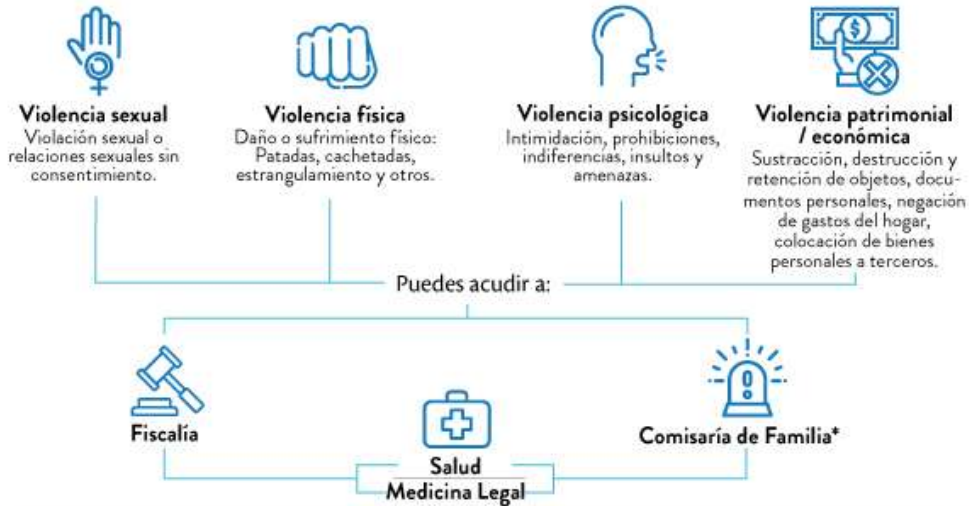 Violencia sexual
Violación sexual o
relaciones sexuales sin
consentimiento.
Violencia física
Daño o sufrimiento físico:
Patadas, cachetadas,
estrangulamiento y otros.
Violencia psicológica
Intimidación, prohibiciones,
indiferencias, insultos y
amenazas.
$
Violencia patrimonial
/ económica
Sustracción, destrucción y
retención de objetos, docu-
mentos personales, negación
de gastos del hogar,
colocación de bienes
personales a terceros.
Puedes acudir a:
Fiscalía
Salud
Medicina Legal
Comisaría de Familia*